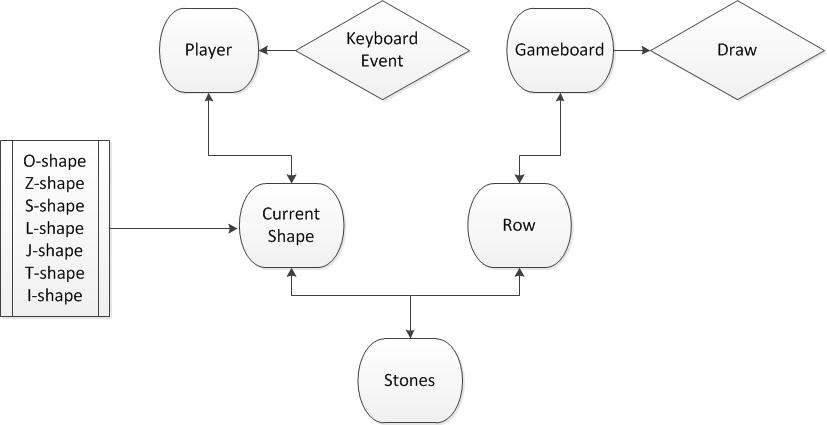 Player
Keyboard
Event
Gameboard
Draw
O-shape
Z-shape
S-shape
L-shape
J-shape
T-shape
I-shape
Current
Shape
Row
Stones